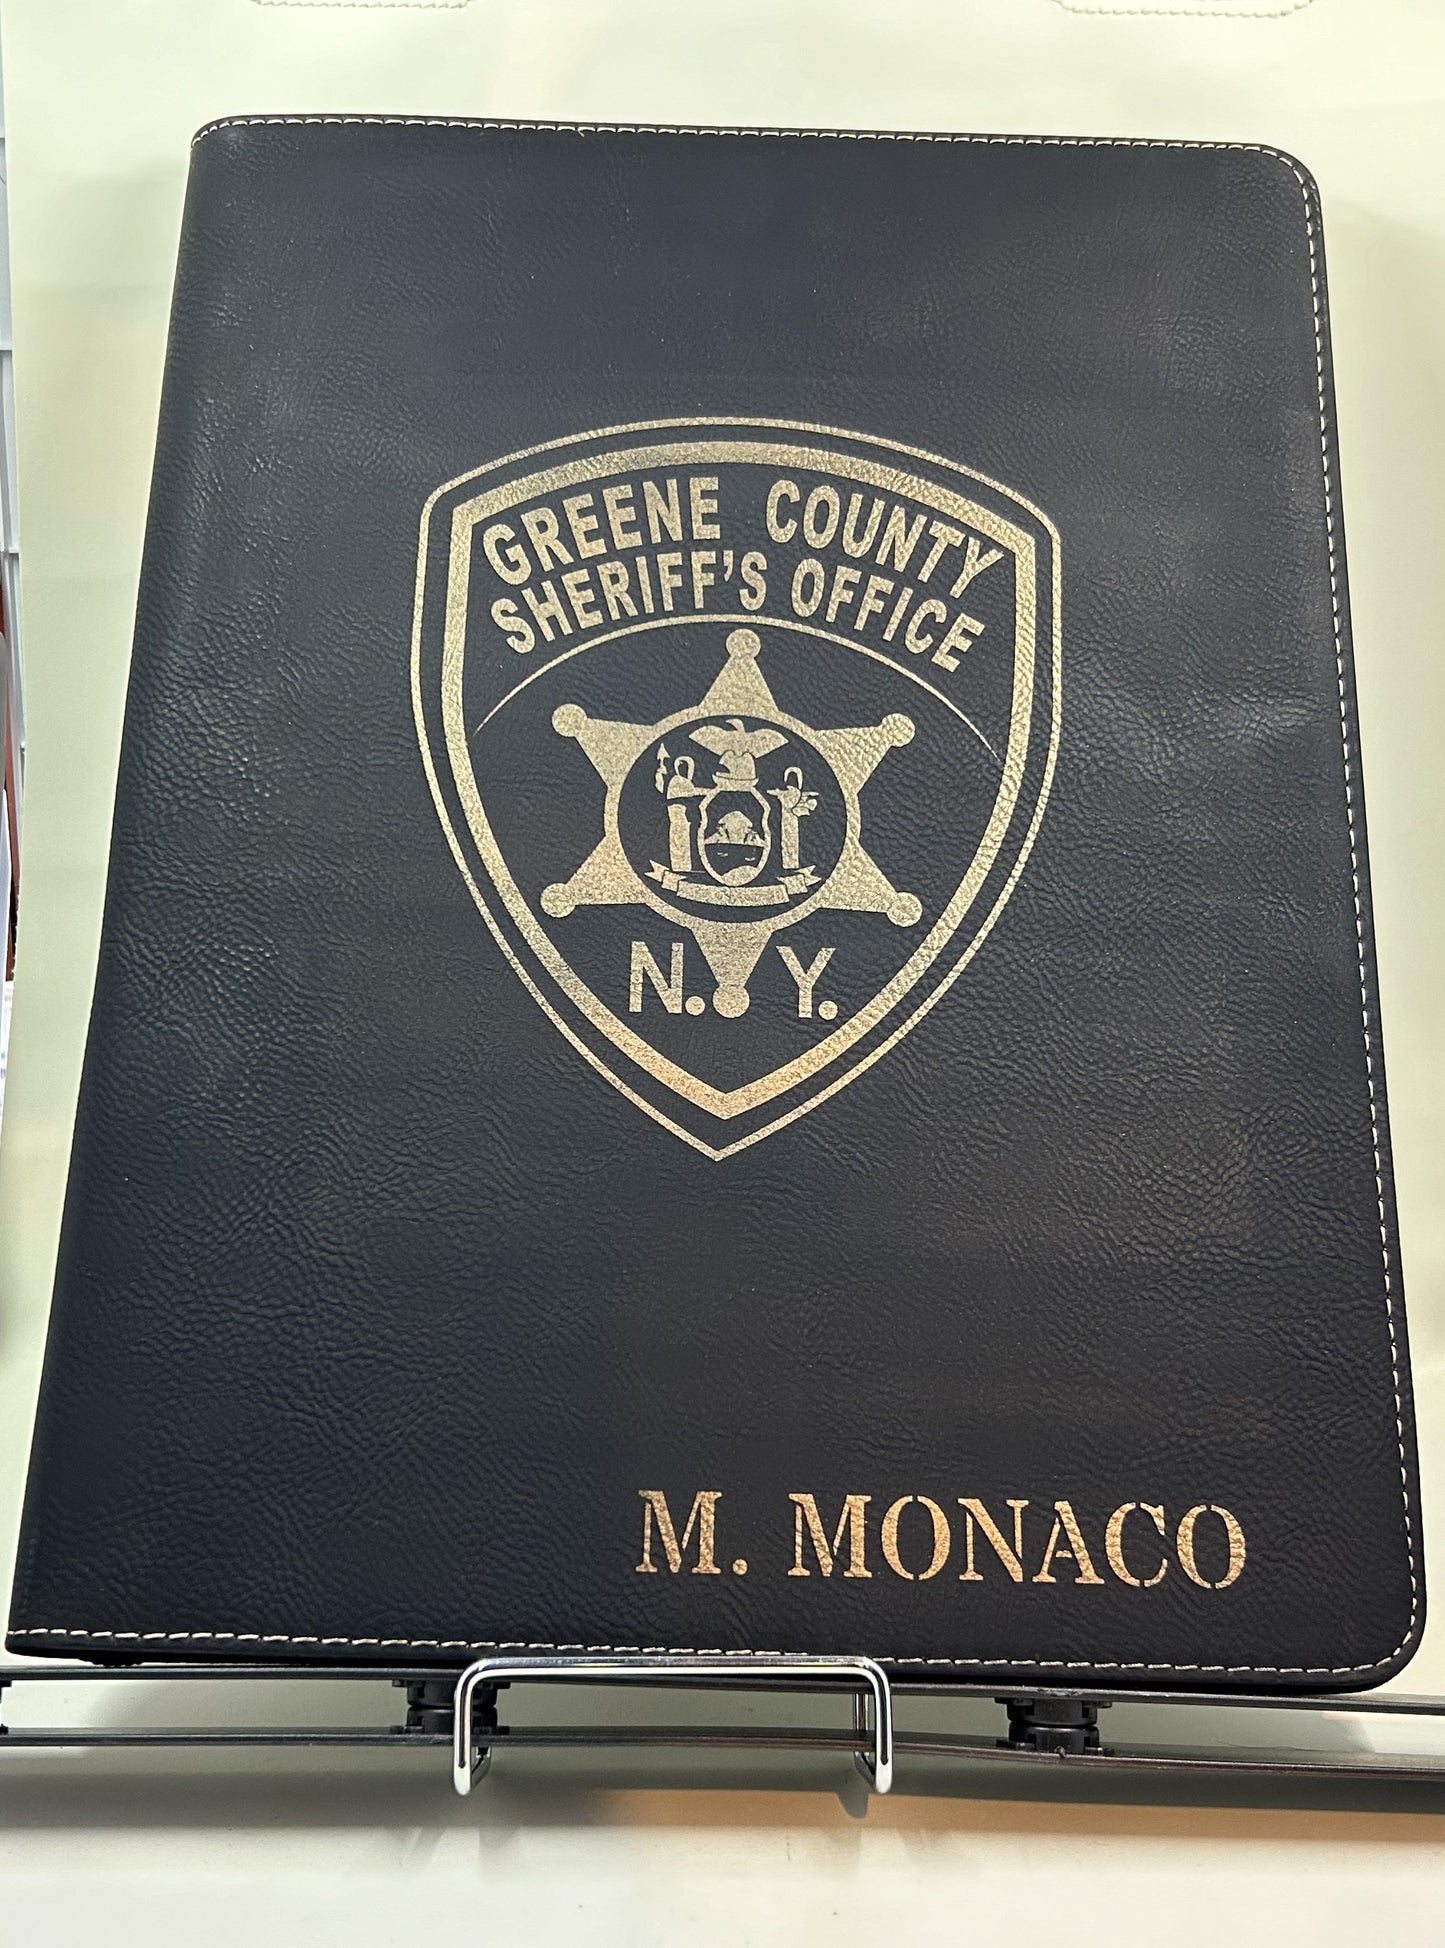 GREENE COUNTY
SHERIFF'S OFFICE
N. Y.
M. MONACO